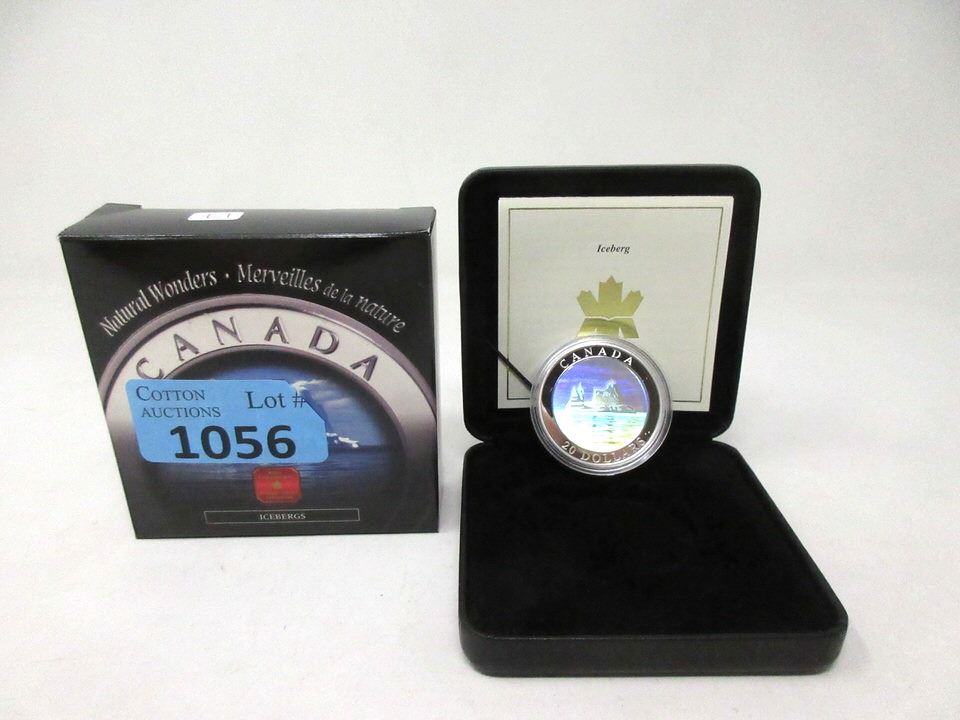 Natural Wonders · Merveilles de la nature
CANADA
COTTON
AUCTIONS
Lot #
1056
ICEBERGS
Iceberg
CANADA
20 DOLLARS